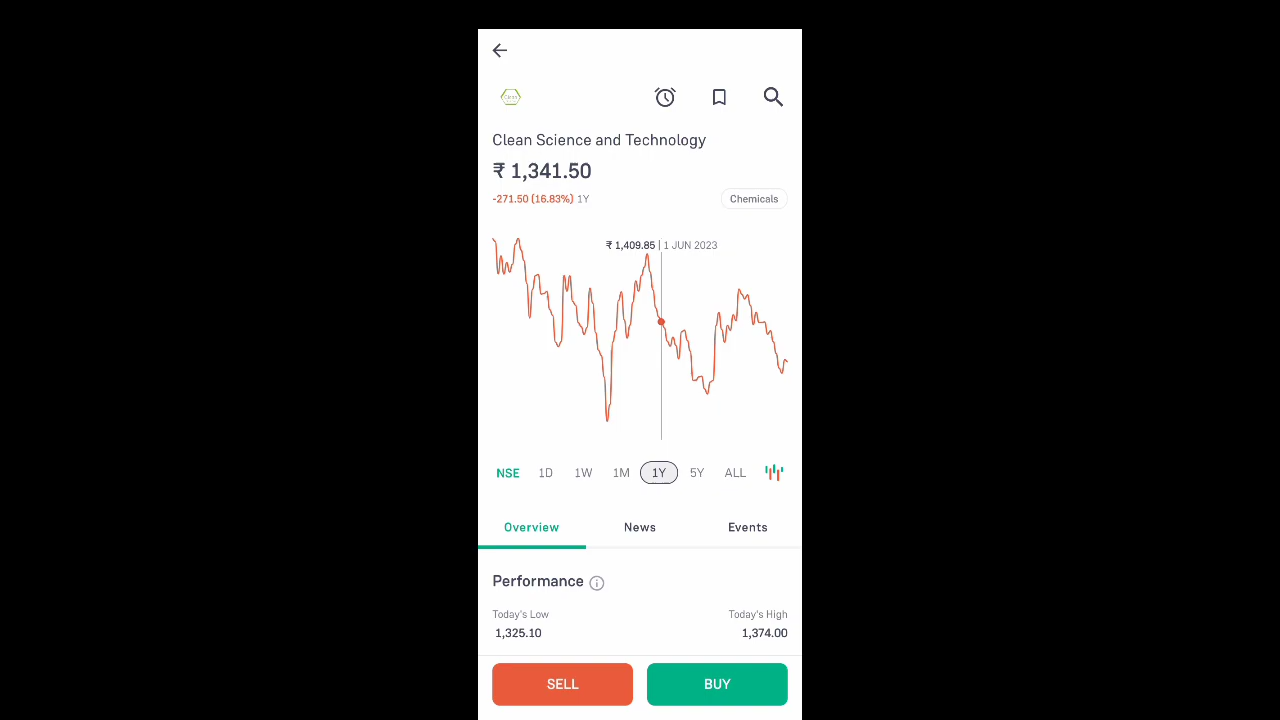 Clean
Clean Science and Technology
₹ 1,341.50
-271.50 (16.83%) 1Y
Chemicals
₹ 1,409.85 | 1 JUN 2023
NSE 1D 1W 1M 1Y 5Y ALL
Overview News Events
Performance
Today's Low Today's High
1,325.10 1,374.00
SELL BUY